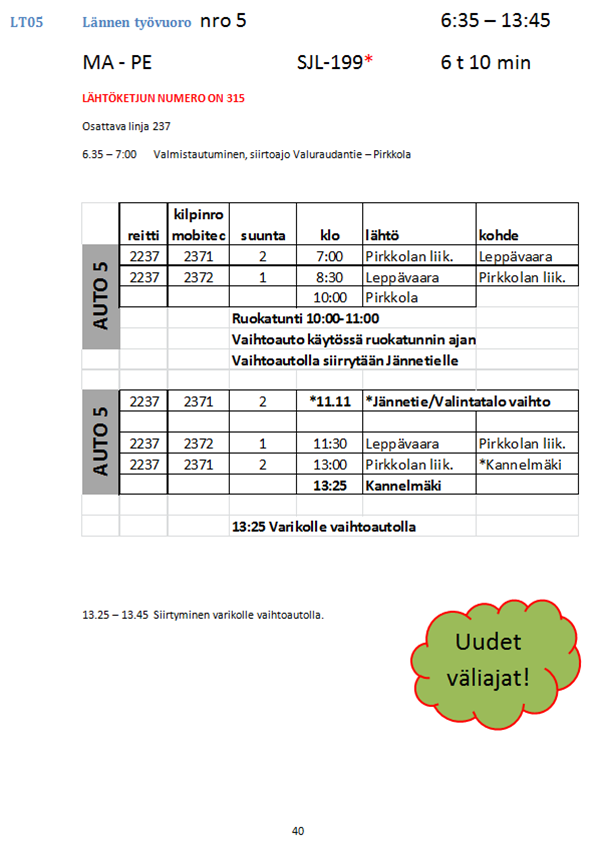 LT05 Lännen työvuoro nro 5 6:35 – 13:45
MA - PE SJL-199* 6 t 10 min
LÄHTÖKETJUN NUMERO ON 315
Osattava linja 237
6.35 – 7:00 Valmistautuminen, siirtoajo Valuraudantie – Pirkkola
kilpinro
reitti mobitec suunta klo lähtö kohde
AUTO 5
2237 2371 2 7:00 Pirkkolan liik. Leppävaara
2237 2372 1 8:30 Leppävaara Pirkkolan liik.
10:00 Pirkkola
Ruokatunti 10:00-11:00
Vaihtoauto käytössä ruokatunnin ajan
Vaihtoautolla siirrytään Jännetielle
AUTO 5
2237 2371 2 *11.11 *Jännetie/Valintatalo vaihto
2237 2372 1 11:30 Leppävaara Pirkkolan liik.
2237 2371 2 13:00 Pirkkolan liik. *Kannelmäki
13:25 Kannelmäki
13:25 Varikolle vaihtoautolla
13.25 – 13.45 Siirtyminen varikolle vaihtoautolla.
Uudet
väliajat!
40